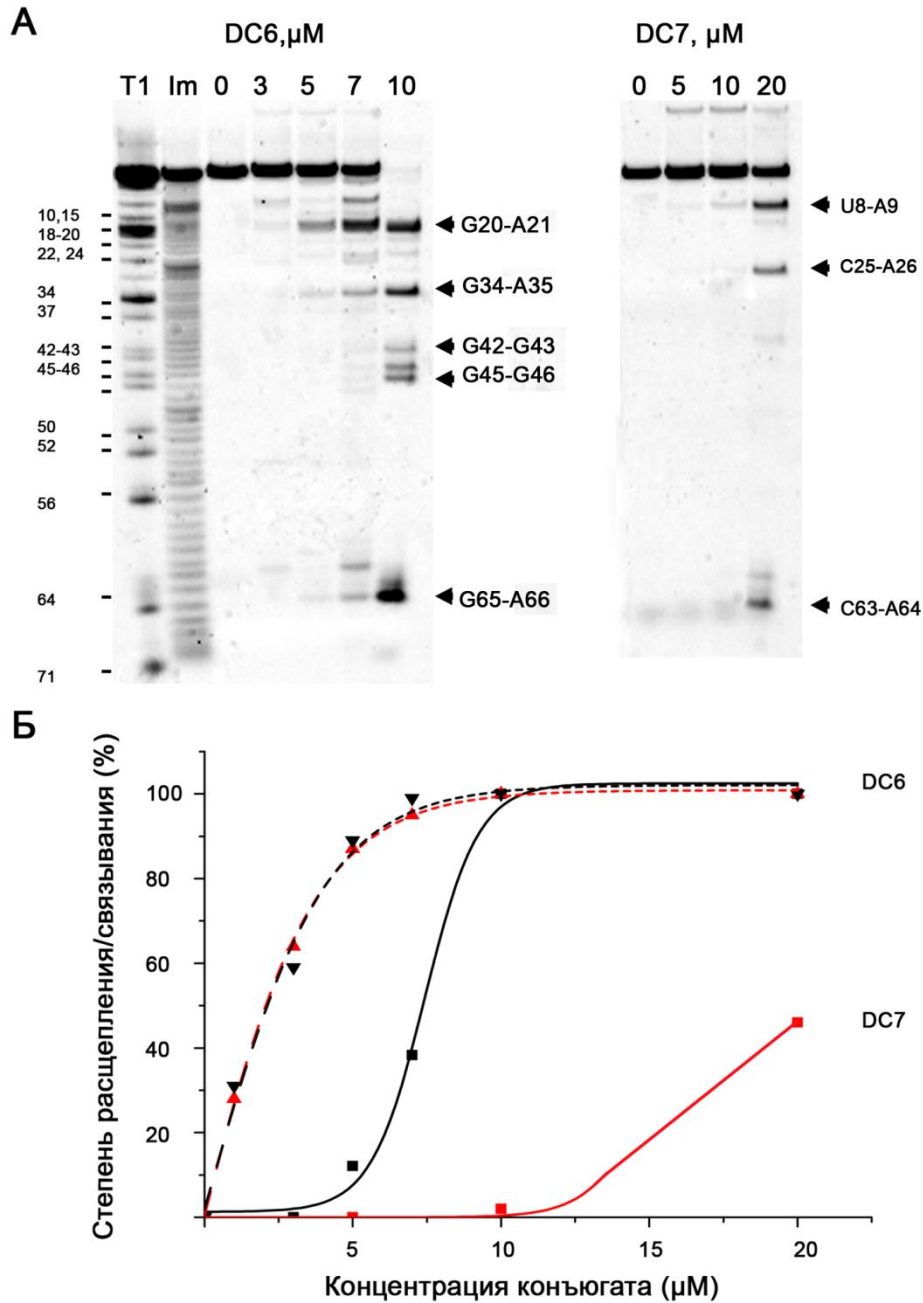 А
DC6,µM
DC7, µM
T1 Im 0 3 5 7 10
0 5 10 20
10,15
18-20
22, 24
34
37
42-43
45-46
50
52
56
64
71
G20-A21
G34-A35
G42-G43
G45-G46
G65-A66
U8-A9
C25-A26
C63-A64
Б
Степень расщепления/связывания (%)
100
80
60
40
20
5 10 15 20
Концентрация конъюгата (µM)
DC6
DC7